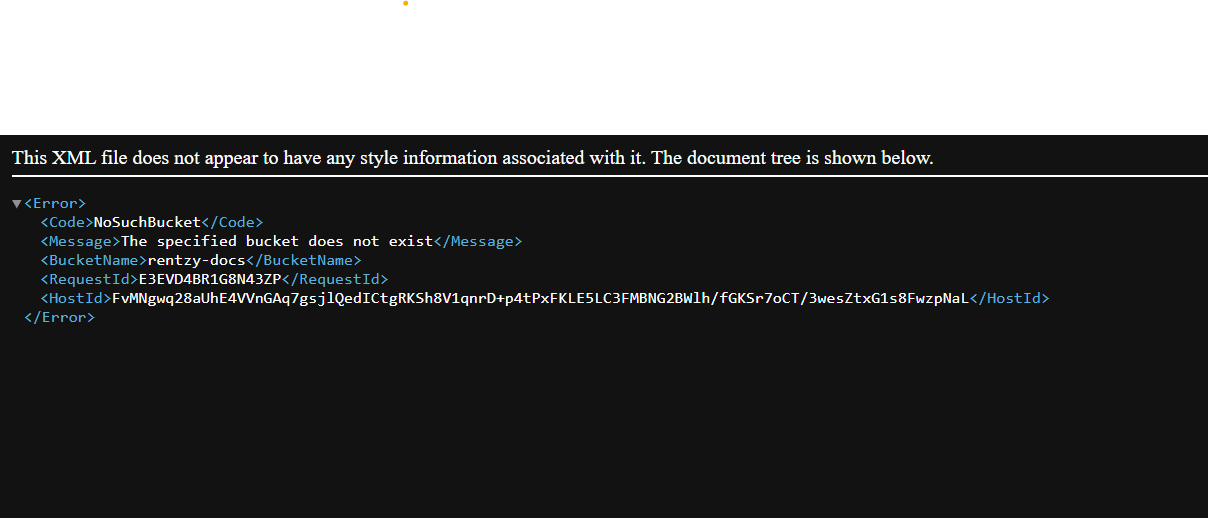 This XML file does not appear to have any style information associated with it. The document tree is shown below.
▼<Error>
<Code>NoSuchBucket</Code>
<Message>The specified bucket does not exist</Message>
<BucketName>rentzy-docs</BucketName>
<RequestId>E3EVD4BR1G8N43ZP</RequestId>
<HostId>FvMNgwq28aUhE4VVnGAq7gsjlQedICtgRKSh8V1qnrD+p4tPxFKLE5LC3FMBNG2BWlh/fGKSr7oCT/3wesZtxG1s8FwzpNaL</HostId>
</Error>